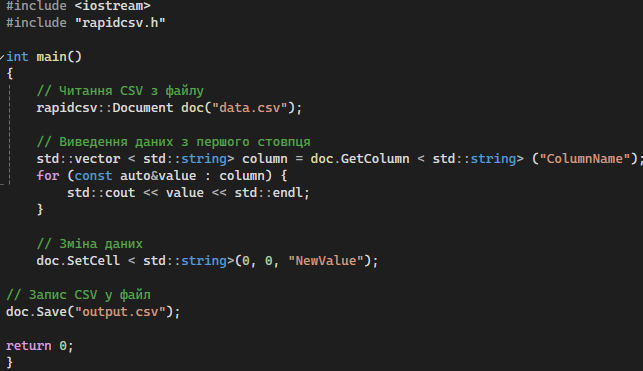 #include <iostream>
#include "rapidcsv.h"
int main()
{
// Читання CSV з файлу
rapidcsv::Document doc("data.csv");
// Виведення даних з першого стовпця
std::vector < std::string> column = doc.GetColumn < std::string> ("ColumnName");
for (const auto&value : column) {
std::cout << value << std::endl;
}
// Зміна даних
doc.SetCell < std::string>(0, 0, "NewValue");
// Запис CSV у файл
doc.Save("output.csv");
return 0;
}